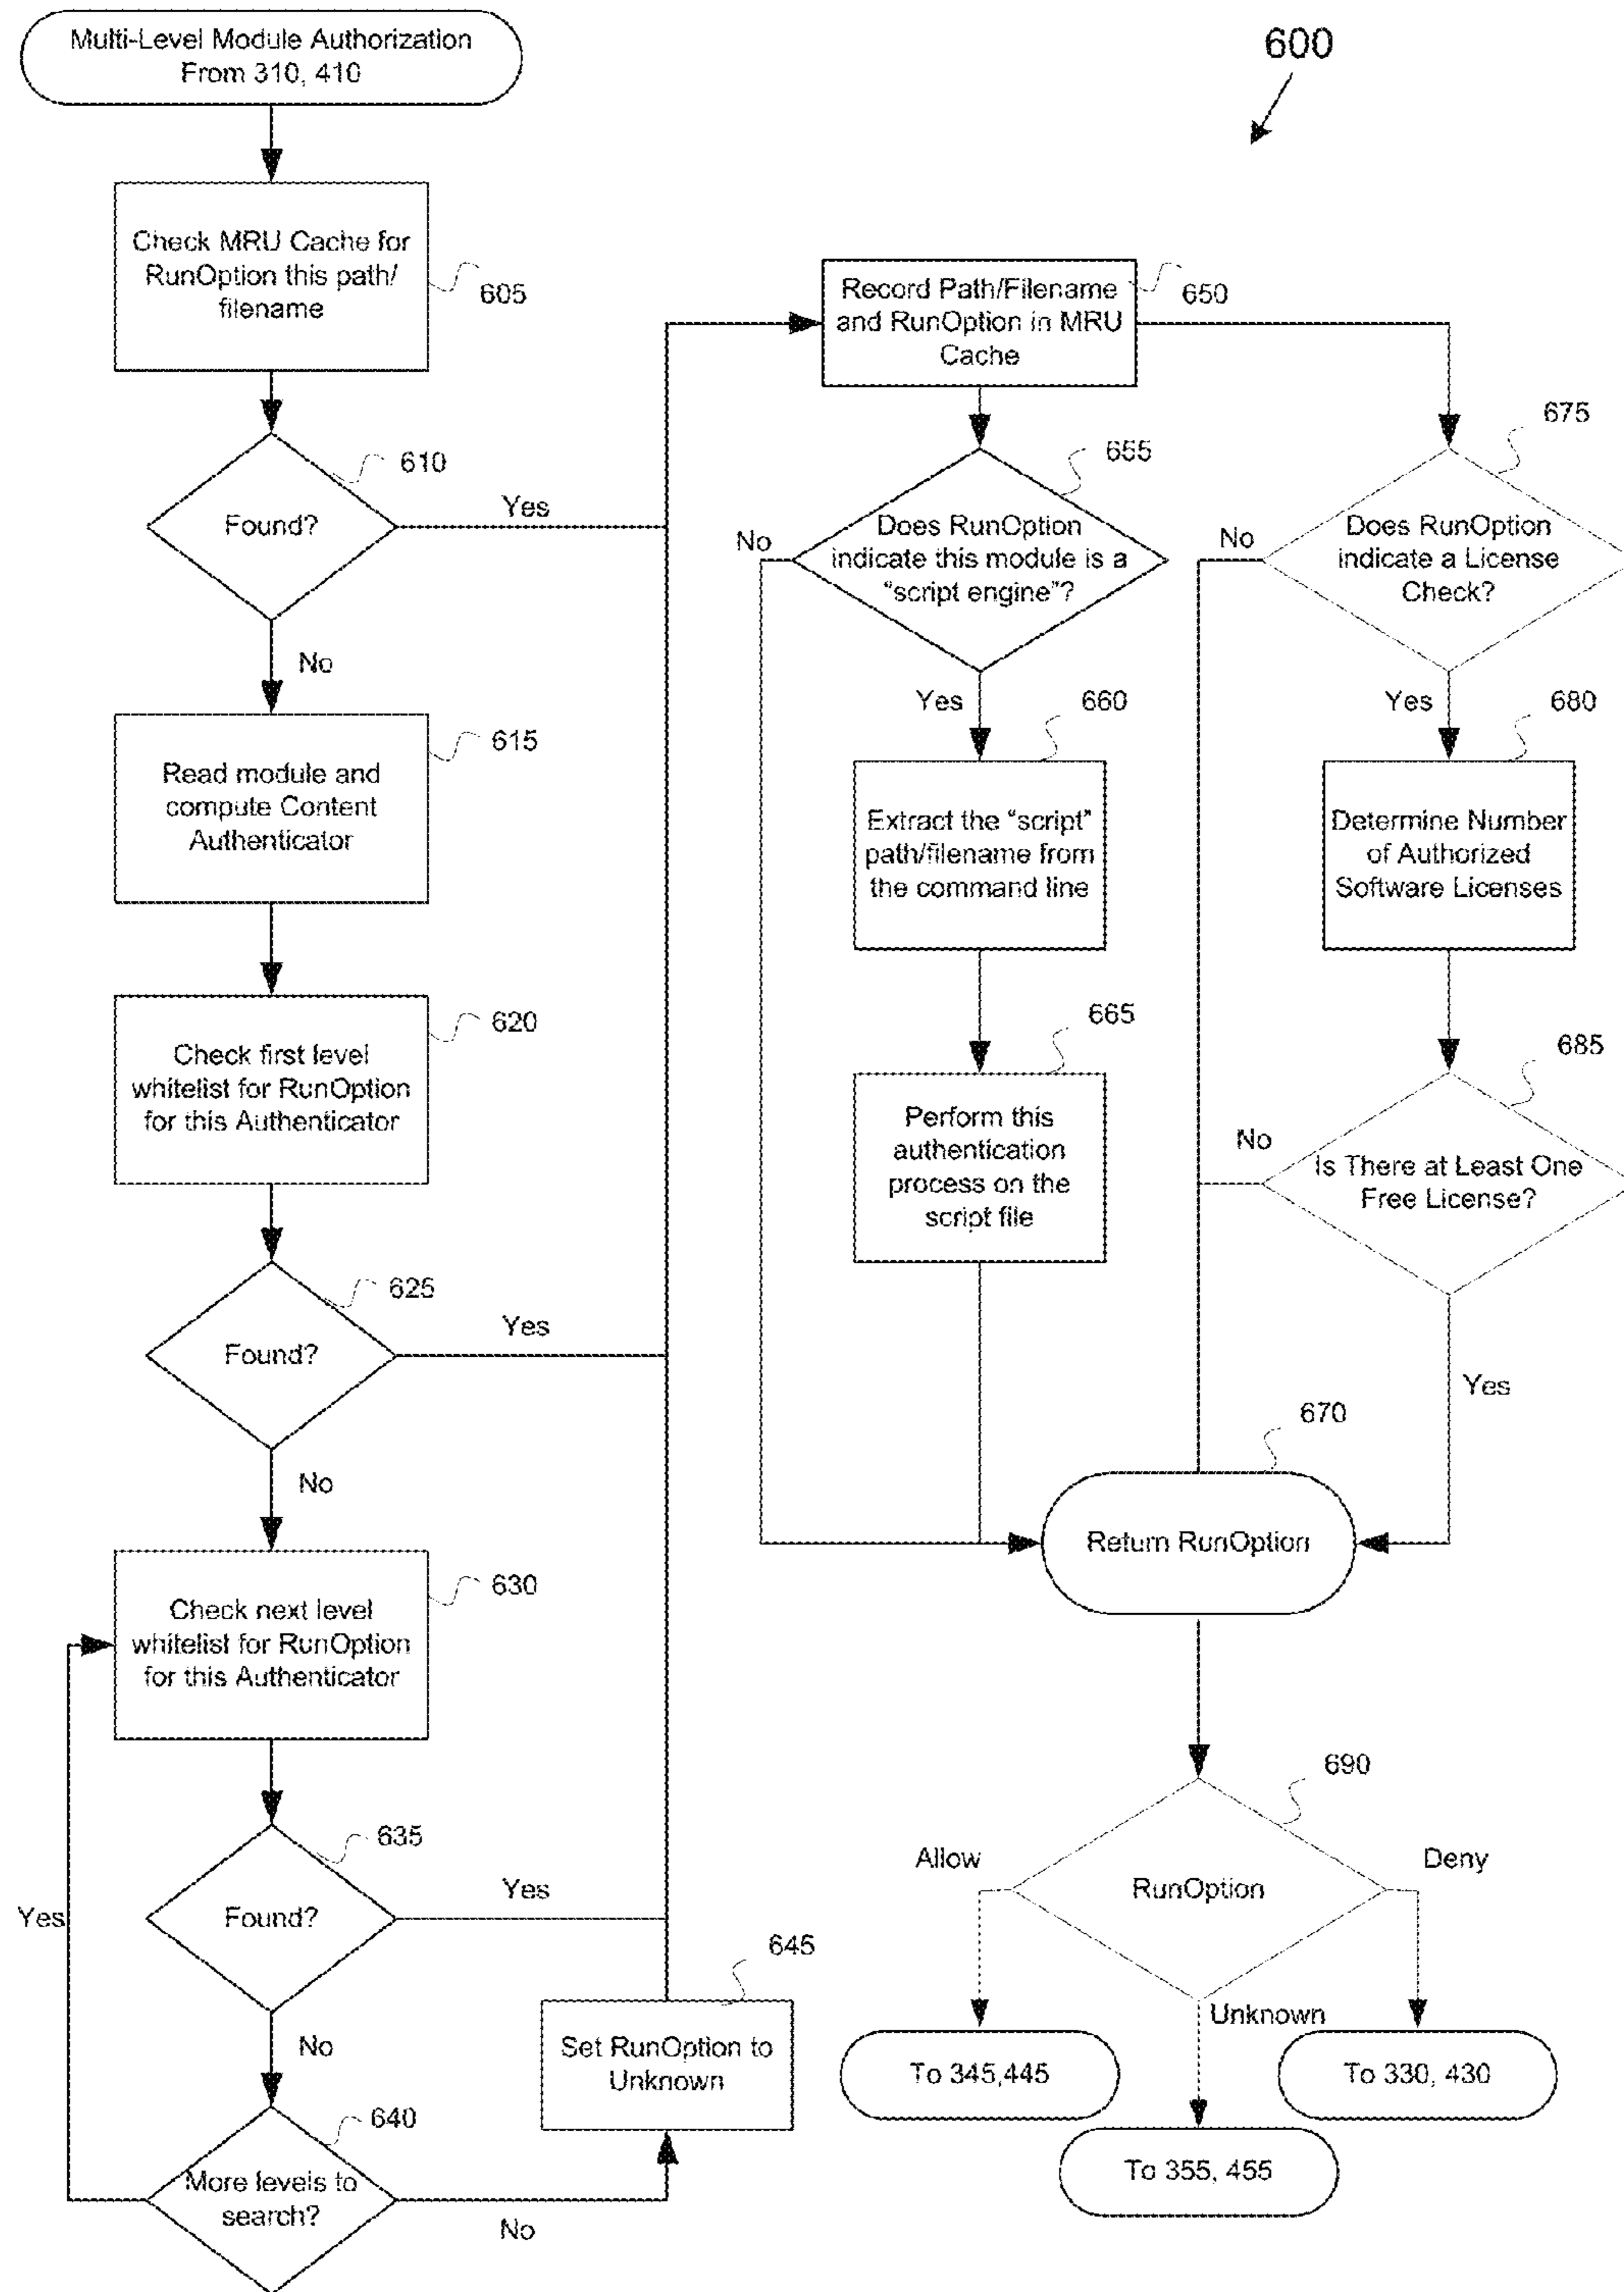 Multi-Level Module Authorization
From 310, 410
600
Check MRU Cache for
RunOption this path/
filename
605
Found?
610
Yes
No
Read module and
compute Content
Authenticator
615
Check first level
whitelist for RunOption
for this Authenticator
620
Found?
625
Yes
No
Check next level
whitelist for RunOption
for this Authenticator
630
Found?
635
Yes
No
Yes
More levels to
search?
640
No
Set RunOption to
Unknown
645
Record Path/Filename
and RunOption in MRU
Cache
650
Does RunOption
indicate this module is a
“script engine”?
655
No
Yes
Extract the “script”
path/filename from
the command line
660
Perform this
authentication
process on the
script file
665
Does RunOption
indicate a License
Check?
675
No
Yes
Determine Number
of Authorized
Software Licenses
680
Is There at Least One
Free License?
685
No
Yes
Return RunOption
670
RunOption
690
Allow
Deny
Unknown
To 345,445
To 330, 430
To 355, 455